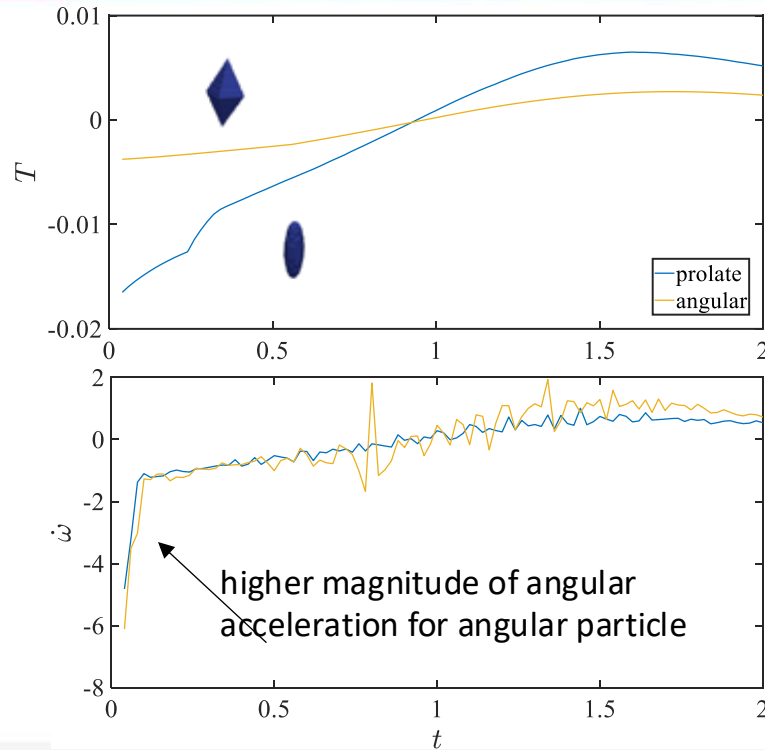 0.01
0
-0.01
-0.02
T
0
0.5
1
1.5
2
prolate
angular
2
0
-2
-4
-6
-8
ω̇
higher magnitude of angular
acceleration for angular particle
0
0.5
1
1.5
2
t